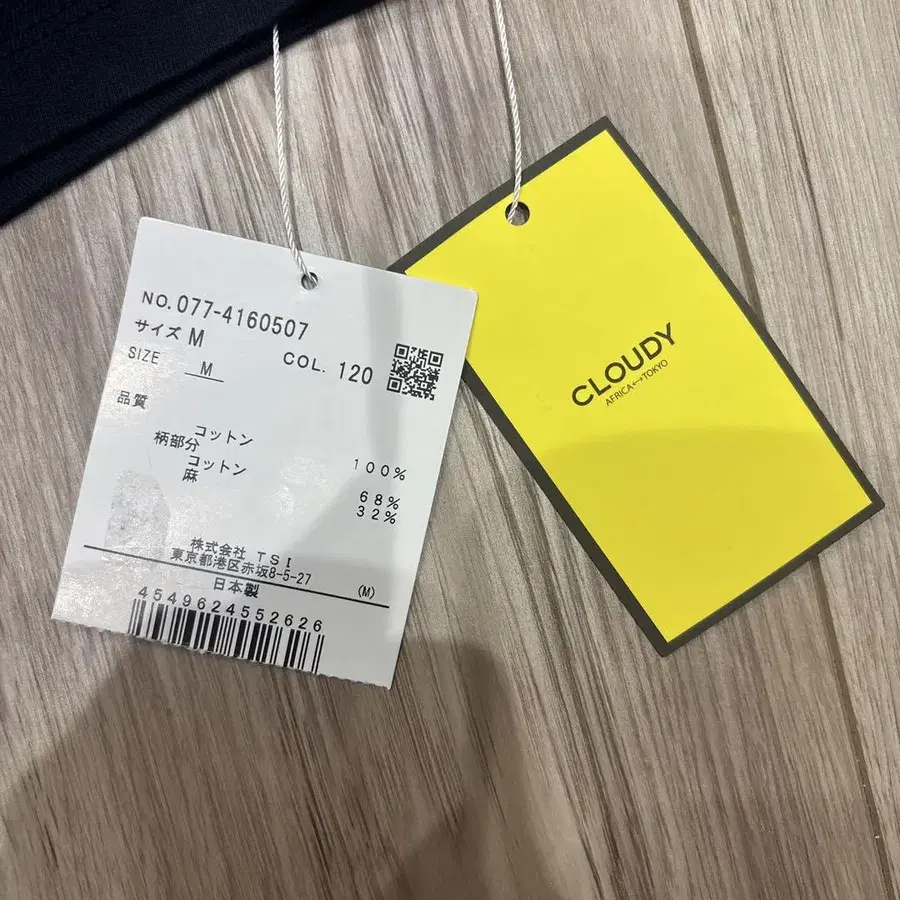 NO.077-4160507
サイズ M
SIZE M
COL. 120
品質
コットン 100%
柄部分
コットン 68%
麻 32%
株式会社 TSI
東京都港区赤坂8-5-27
日本製 (M)
4549624552626
CLOUDY
AFRICA↔TOKYO